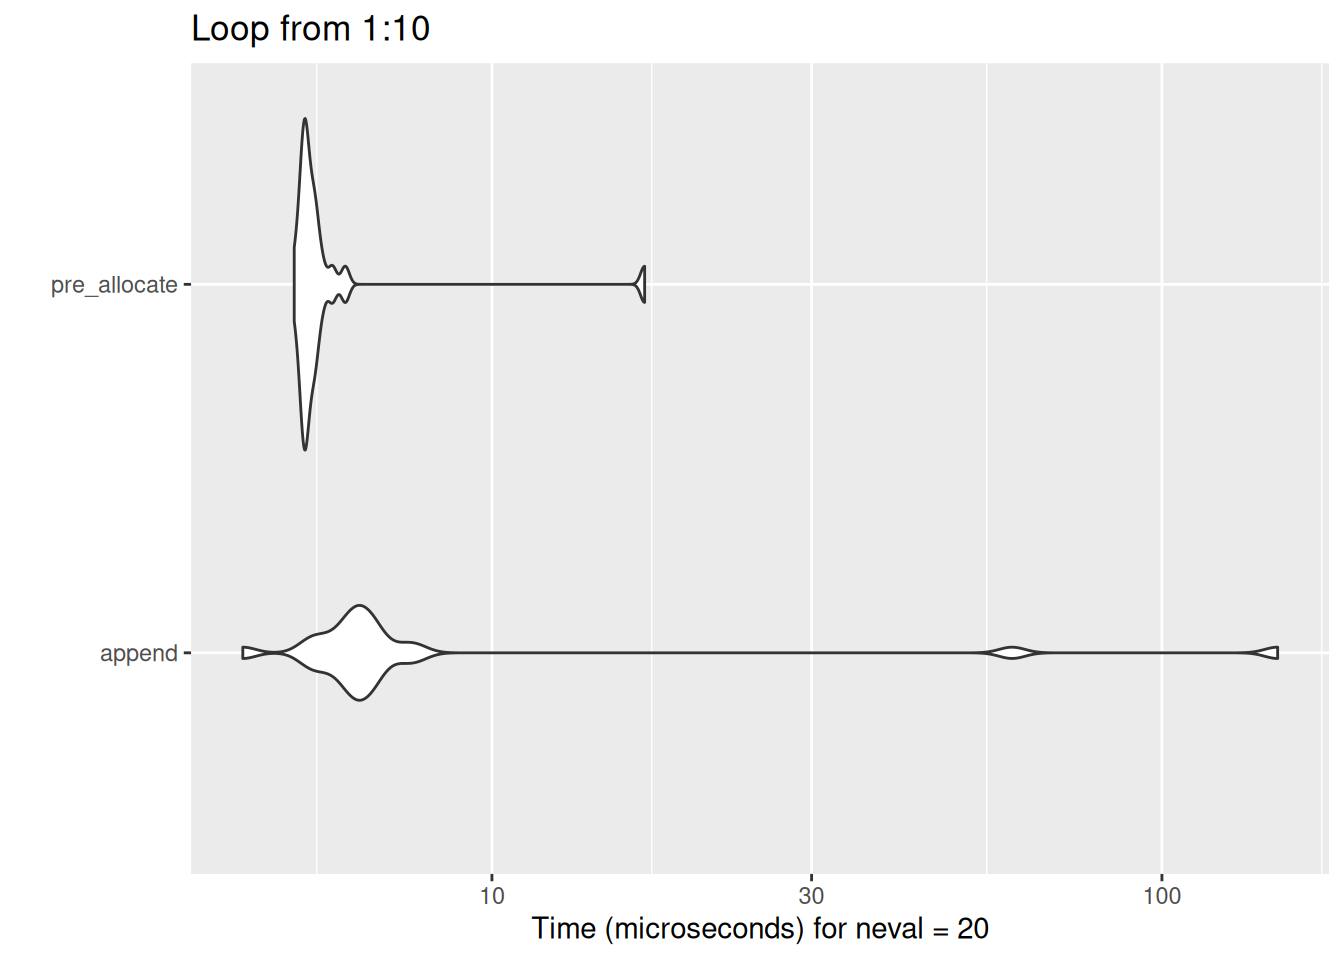 Loop from 1:10
pre_allocate
append
10
30
100
Time (microseconds) for neval = 20